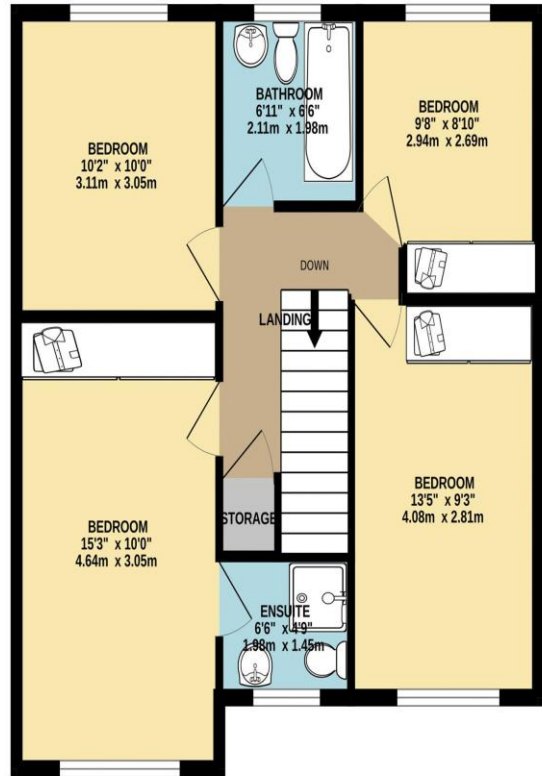 BEDROOM
10'2" x 10'0"
3.11m x 3.05m
BATHROOM
6'11" x 6'6"
2.11m x 1.98m
BEDROOM
9'8" x 8'10"
2.94m x 2.69m
DOWN
LANDING
BEDROOM
15'3" x 10'0"
4.64m x 3.05m
STORAGE
BEDROOM
13'5" x 9'3"
4.08m x 2.81m
ENSUITE
6'6" x 4'9"
1.98m x 1.45m